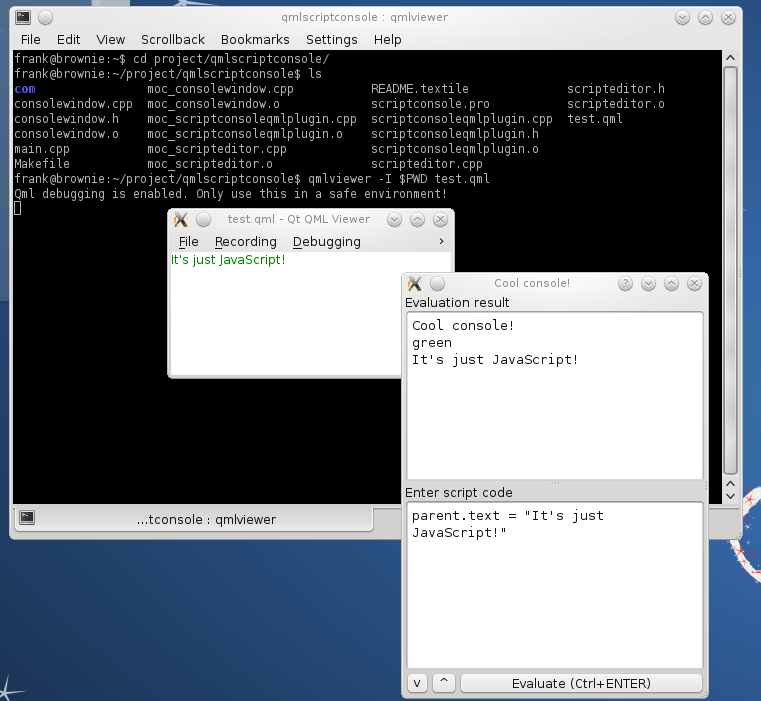 qmlscriptconsole : qmlviewer
File Edit View Scrollback Bookmarks Settings Help
frank@brownie:~$ cd project/qmlscriptconsole/
frank@brownie:~/project/qmlscriptconsole$ ls
com moc_consolewindow.cpp README.textile scripteditor.h
consolewindow.cpp moc_consolewindow.o scriptconsole.pro scripteditor.o
consolewindow.h moc_scriptconsoleqmlplugin.cpp scriptconsoleqmlplugin.cpp test.qml
consolewindow.o moc_scriptconsoleqmlplugin.o scriptconsoleqmlplugin.h
main.cpp moc_scripteditor.cpp scriptconsoleqmlplugin.o
Makefile moc_scripteditor.o scripteditor.cpp
frank@brownie:~/project/qmlscriptconsole$ qmlviewer -I $PWD test.qml
Qml debugging is enabled. Only use this in a safe environment!
test.qml - Qt QML Viewer
File Recording Debugging ›
It's just JavaScript!
Cool console!
Evaluation result
Cool console!
green
It's just JavaScript!
Enter script code
parent.text = "It's just
JavaScript!"
v ^ Evaluate (Ctrl+ENTER)
...tconsole : qmlviewer